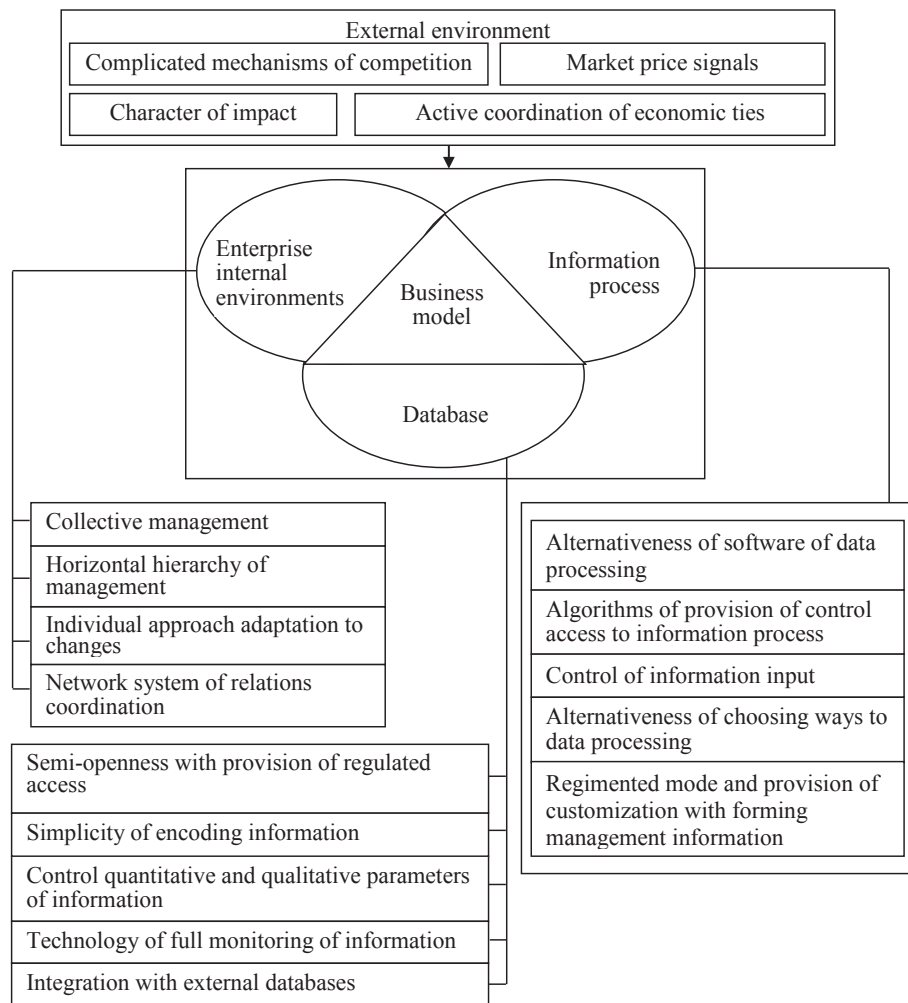 External environment
Complicated mechanisms of competition
Market price signals
Character of impact
Active coordination of economic ties
Enterprise
internal
environments
Information
process
Business
model
Database
Collective management
Horizontal hierarchy of
management
Individual approach adaptation to
changes
Network system of relations
coordination
Alternativeness of software of data
processing
Algorithms of provision of control
access to information process
Control of information input
Alternativeness of choosing ways to
data processing
Regimented mode and provision of
customization with forming
management information
Semi-openness with provision of regulated
access
Simplicity of encoding information
Control quantitative and qualitative parameters
of information
Technology of full monitoring of information
Integration with external databases